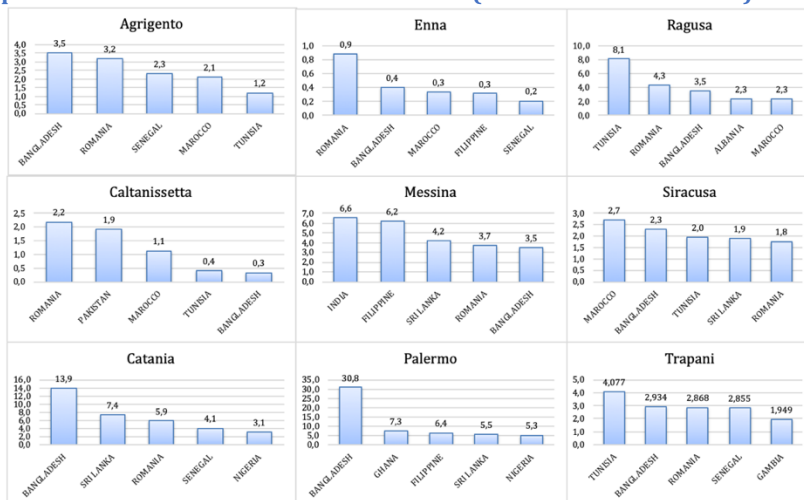 Agrigento
4,0
3,5
3,0
2,5
2,0
1,5
1,0
0,5
0,0
3,5 3,2 2,3 2,1 1,2
BANGLADESH ROMANIA SENEGAL MAROCCO TUNISIA
Enna
1,0
0,8
0,6
0,4
0,2
0,0
0,9 0,4 0,3 0,3 0,2
ROMANIA BANGLADESH MAROCCO FILIPPINE SENEGAL
Ragusa
10,0
8,0
6,0
4,0
2,0
0,0
8,1 4,3 3,5 2,3 2,3
TUNISIA ROMANIA BANGLADESH ALBANIA MAROCCO
Caltanissetta
2,5
2,0
1,5
1,0
0,5
0,0
2,2 1,9 1,1 0,4 0,3
ROMANIA PAKISTAN MAROCCO TUNISIA BANGLADESH
Messina
7,0
6,0
5,0
4,0
3,0
2,0
1,0
0,0
6,6 6,2 4,2 3,7 3,5
INDIA FILIPPINE SRI LANKA ROMANIA BANGLADESH
Siracusa
3,0
2,5
2,0
1,5
1,0
0,5
0,0
2,7 2,3 2,0 1,9 1,8
MAROCCO BANGLADESH TUNISIA SRI LANKA ROMANIA
Catania
16,0
14,0
12,0
10,0
8,0
6,0
4,0
2,0
0,0
13,9 7,4 5,9 4,1 3,1
BANGLADESH SRI LANKA ROMANIA SENEGAL NIGERIA
Palermo
35,0
30,0
25,0
20,0
15,0
10,0
5,0
0,0
30,8 7,3 6,4 5,5 5,3
BANGLADESH GHANA FILIPPINE SRI LANKA NIGERIA
Trapani
5,0
4,0
3,0
2,0
1,0
0,0
4,077 2,934 2,868 2,855 1,949
TUNISIA BANGLADESH ROMANIA SENEGAL GAMBIA